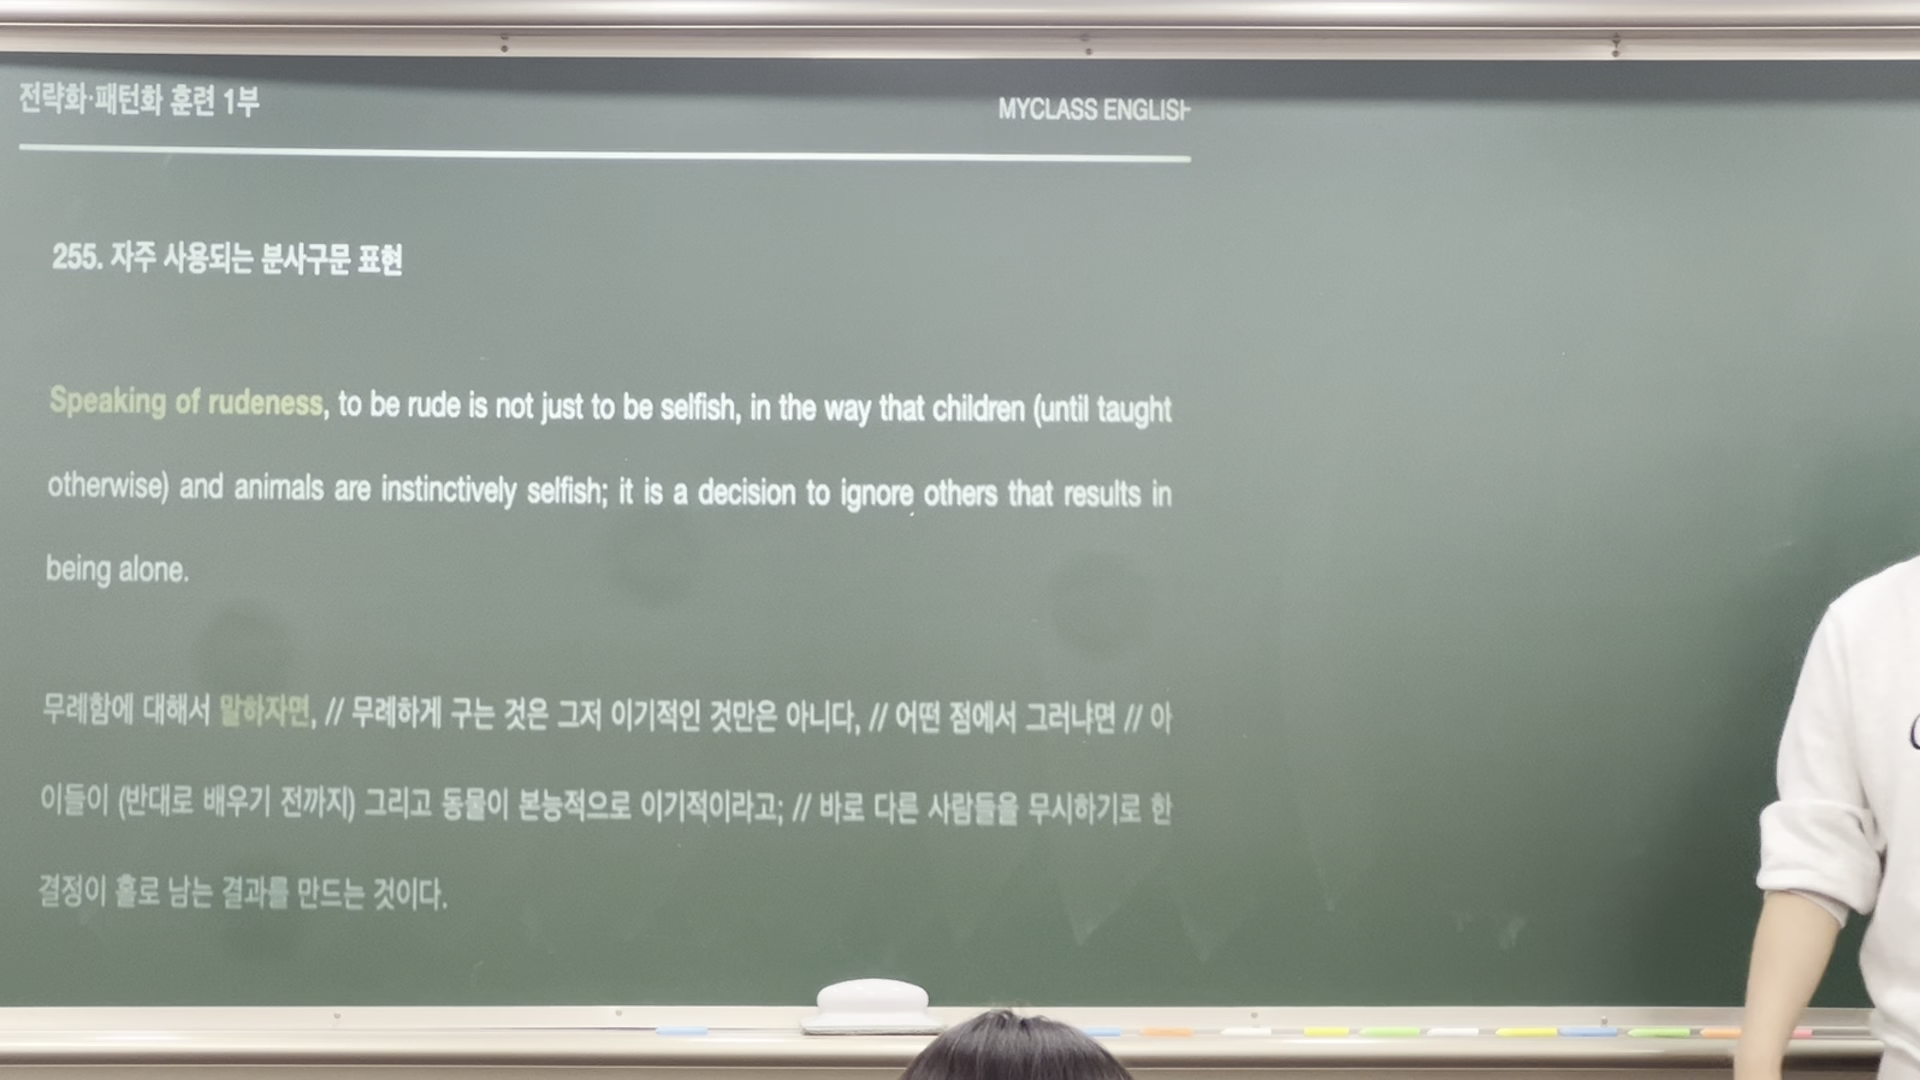 전략화·패턴화 훈련 1부
MYCLASS ENGLISH
255. 자주 사용되는 분사구문 표현
Speaking of rudeness, to be rude is not just to be selfish, in the way that children (until taught
otherwise) and animals are instinctively selfish; it is a decision to ignore others that results in
being alone.
무례함에 대해서 말하자면, // 무례하게 구는 것은 그저 이기적인 것만은 아니다, // 어떤 점에서 그러냐면 // 아
이들이 (반대로 배우기 전까지) 그리고 동물이 본능적으로 이기적이라고; // 바로 다른 사람들을 무시하기로 한
결정이 홀로 남는 결과를 만드는 것이다.